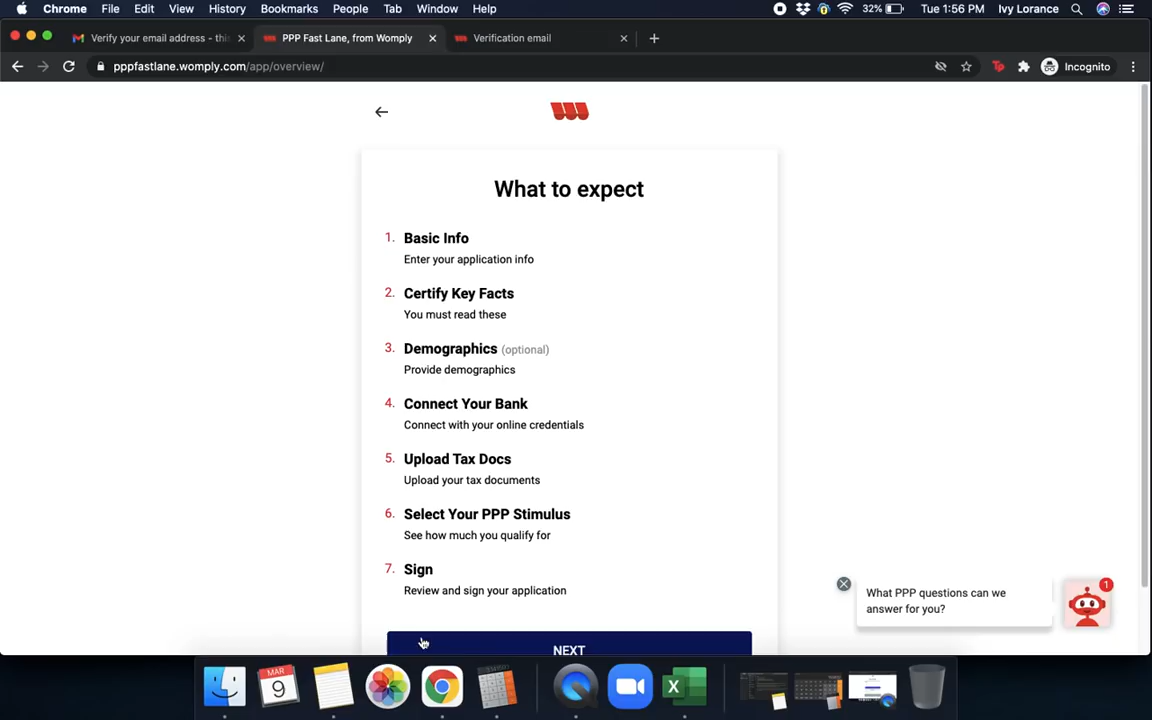 Chrome File Edit View History Bookmarks People Tab Window Help 32% Tue 1:56 PM Ivy Lorance
Verify your email address - this
PPP Fast Lane, from Womply
Verification email
pppfastlane.womply.com/app/overview/
Incognito
What to expect
1. Basic Info
Enter your application info
2. Certify Key Facts
You must read these
3. Demographics (optional)
Provide demographics
4. Connect Your Bank
Connect with your online credentials
5. Upload Tax Docs
Upload your tax documents
6. Select Your PPP Stimulus
See how much you qualify for
7. Sign
Review and sign your application
What PPP questions can we
answer for you?
1
NEXT
MAR
9